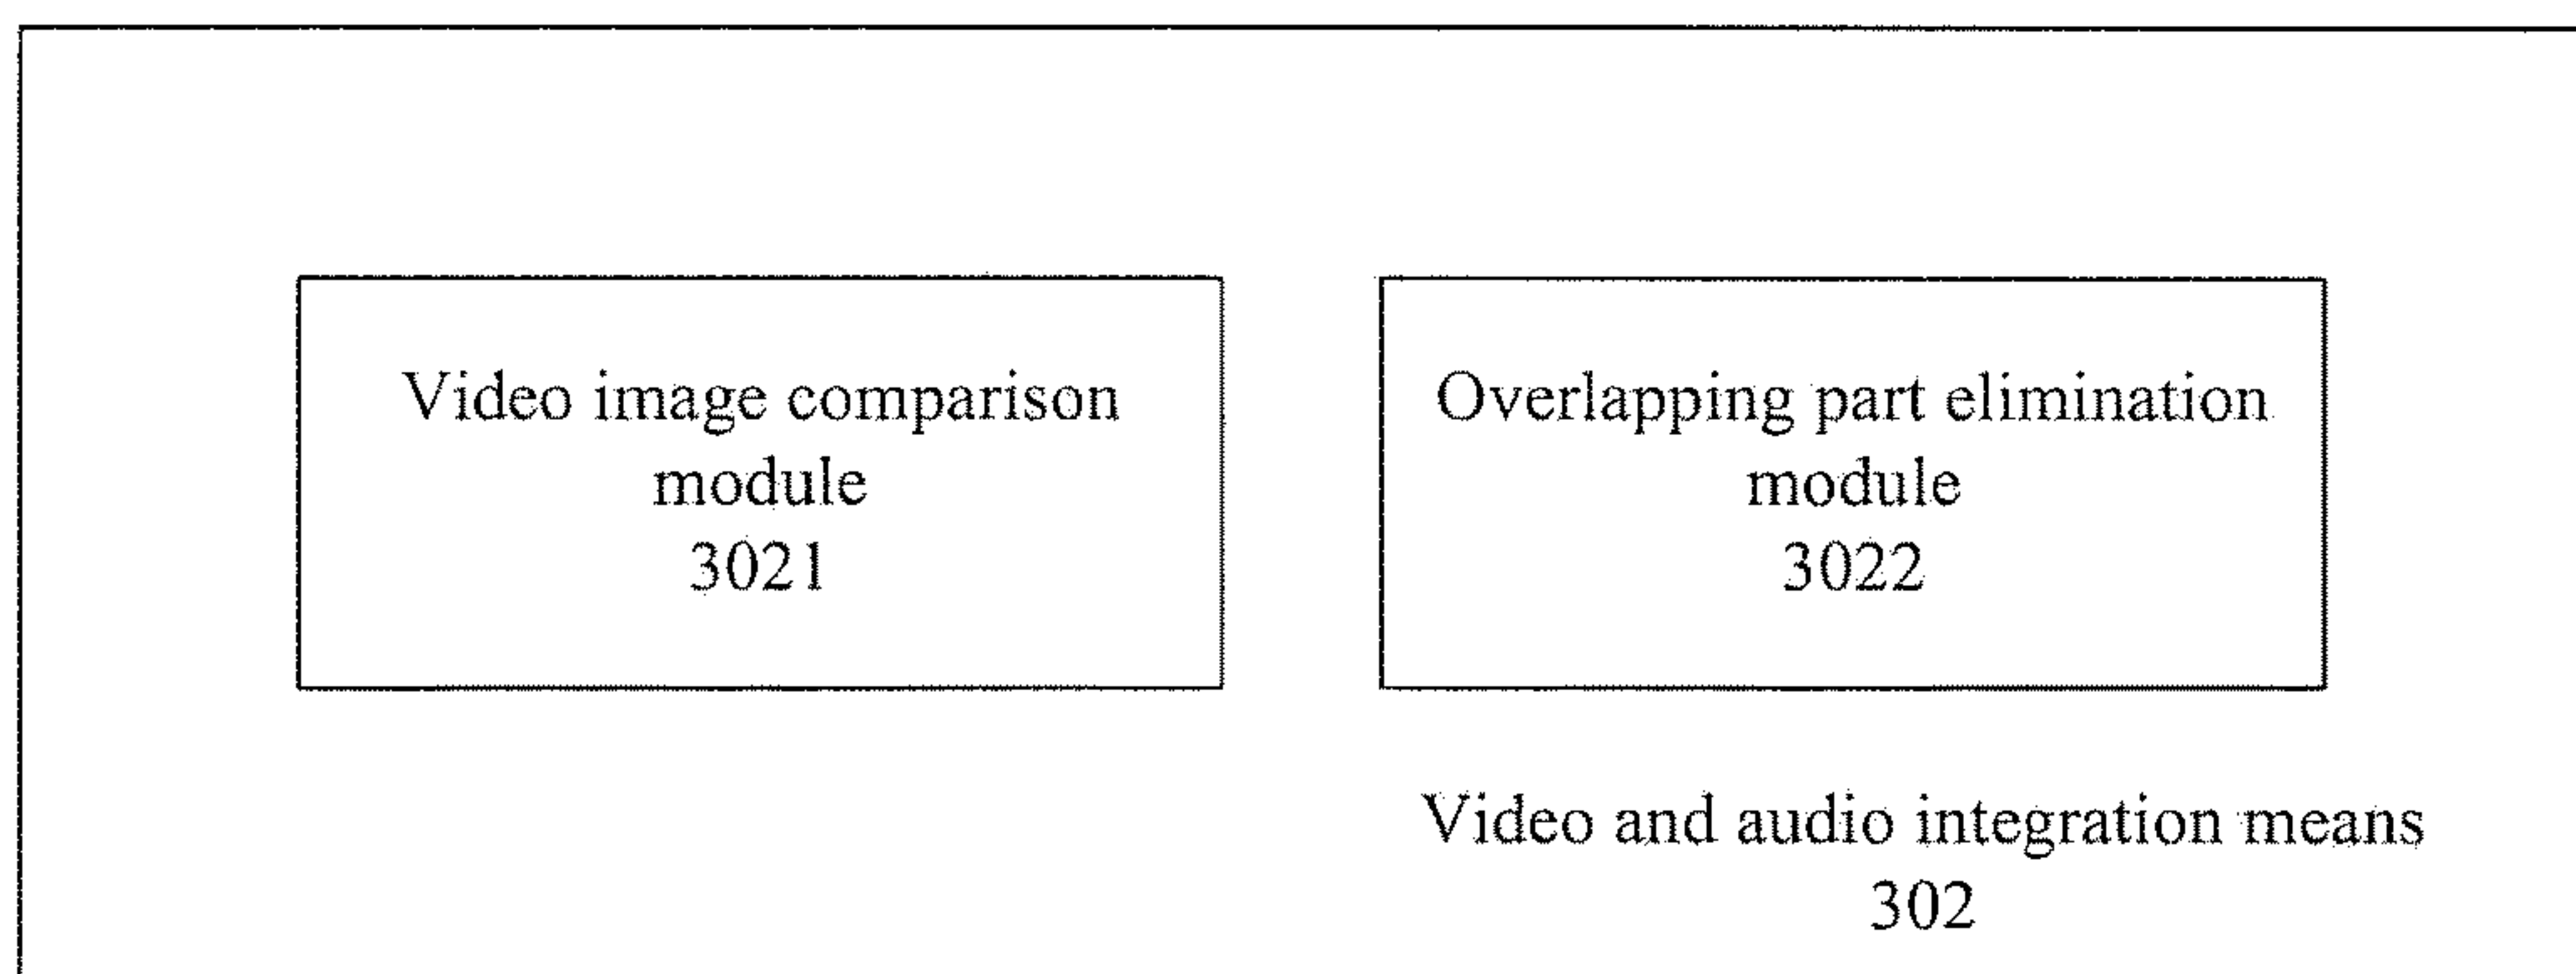 Video image comparison
module
3021
Overlapping part elimination
module
3022
Video and audio integration means
302